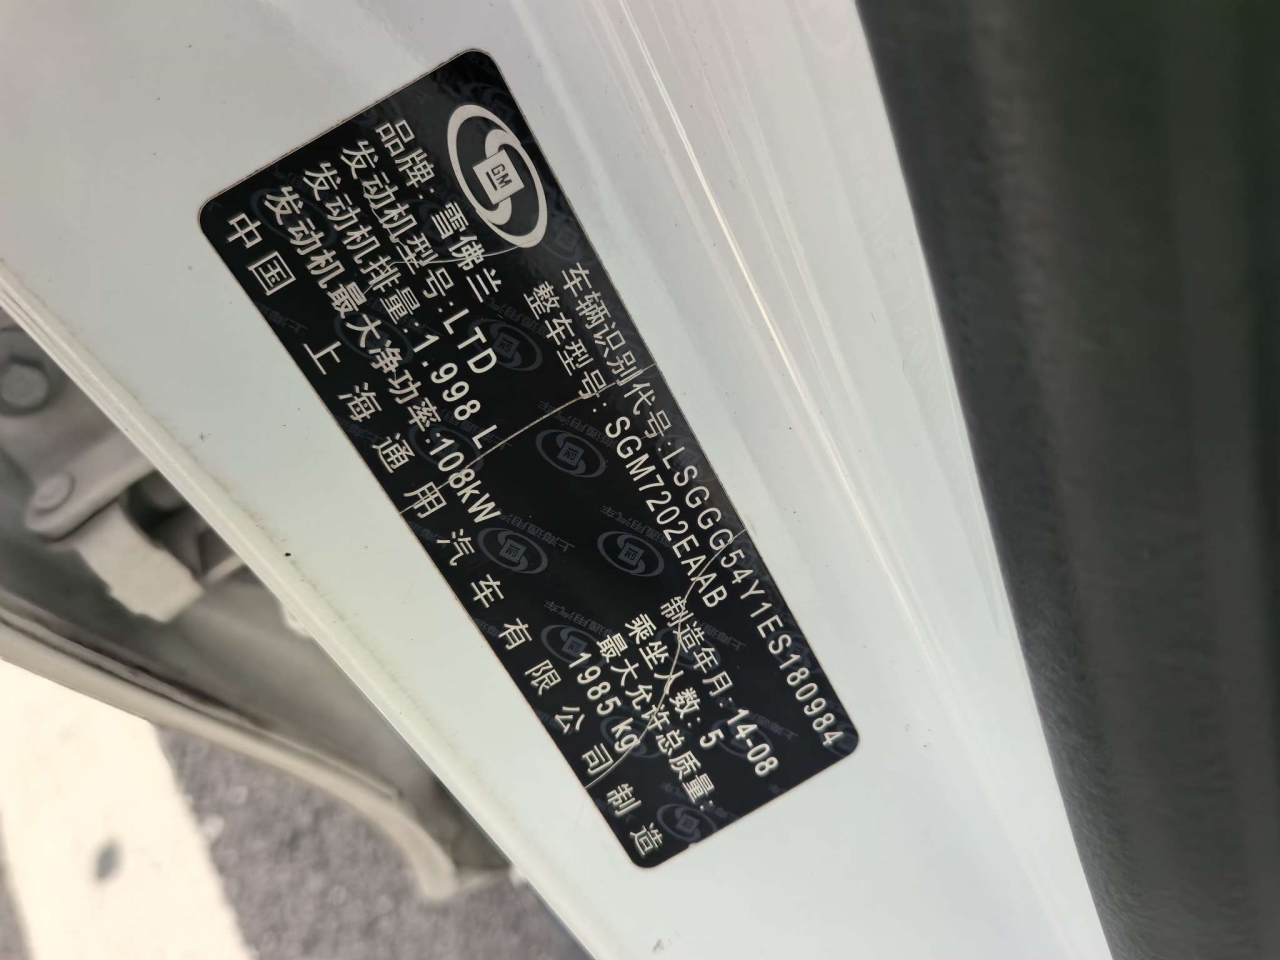 GM
车辆识别代号:LSGGG54Y1ES180984
品牌:雪佛兰
整车型号:SGM7202EAAB
发动机型号:LTD
制造年月:14-08
发动机排量:1.998 L
乘坐人数:5
发动机最大净功率:108kW
最大允许总质量:
1985 kg
中国 上海通用汽车有限公司制造